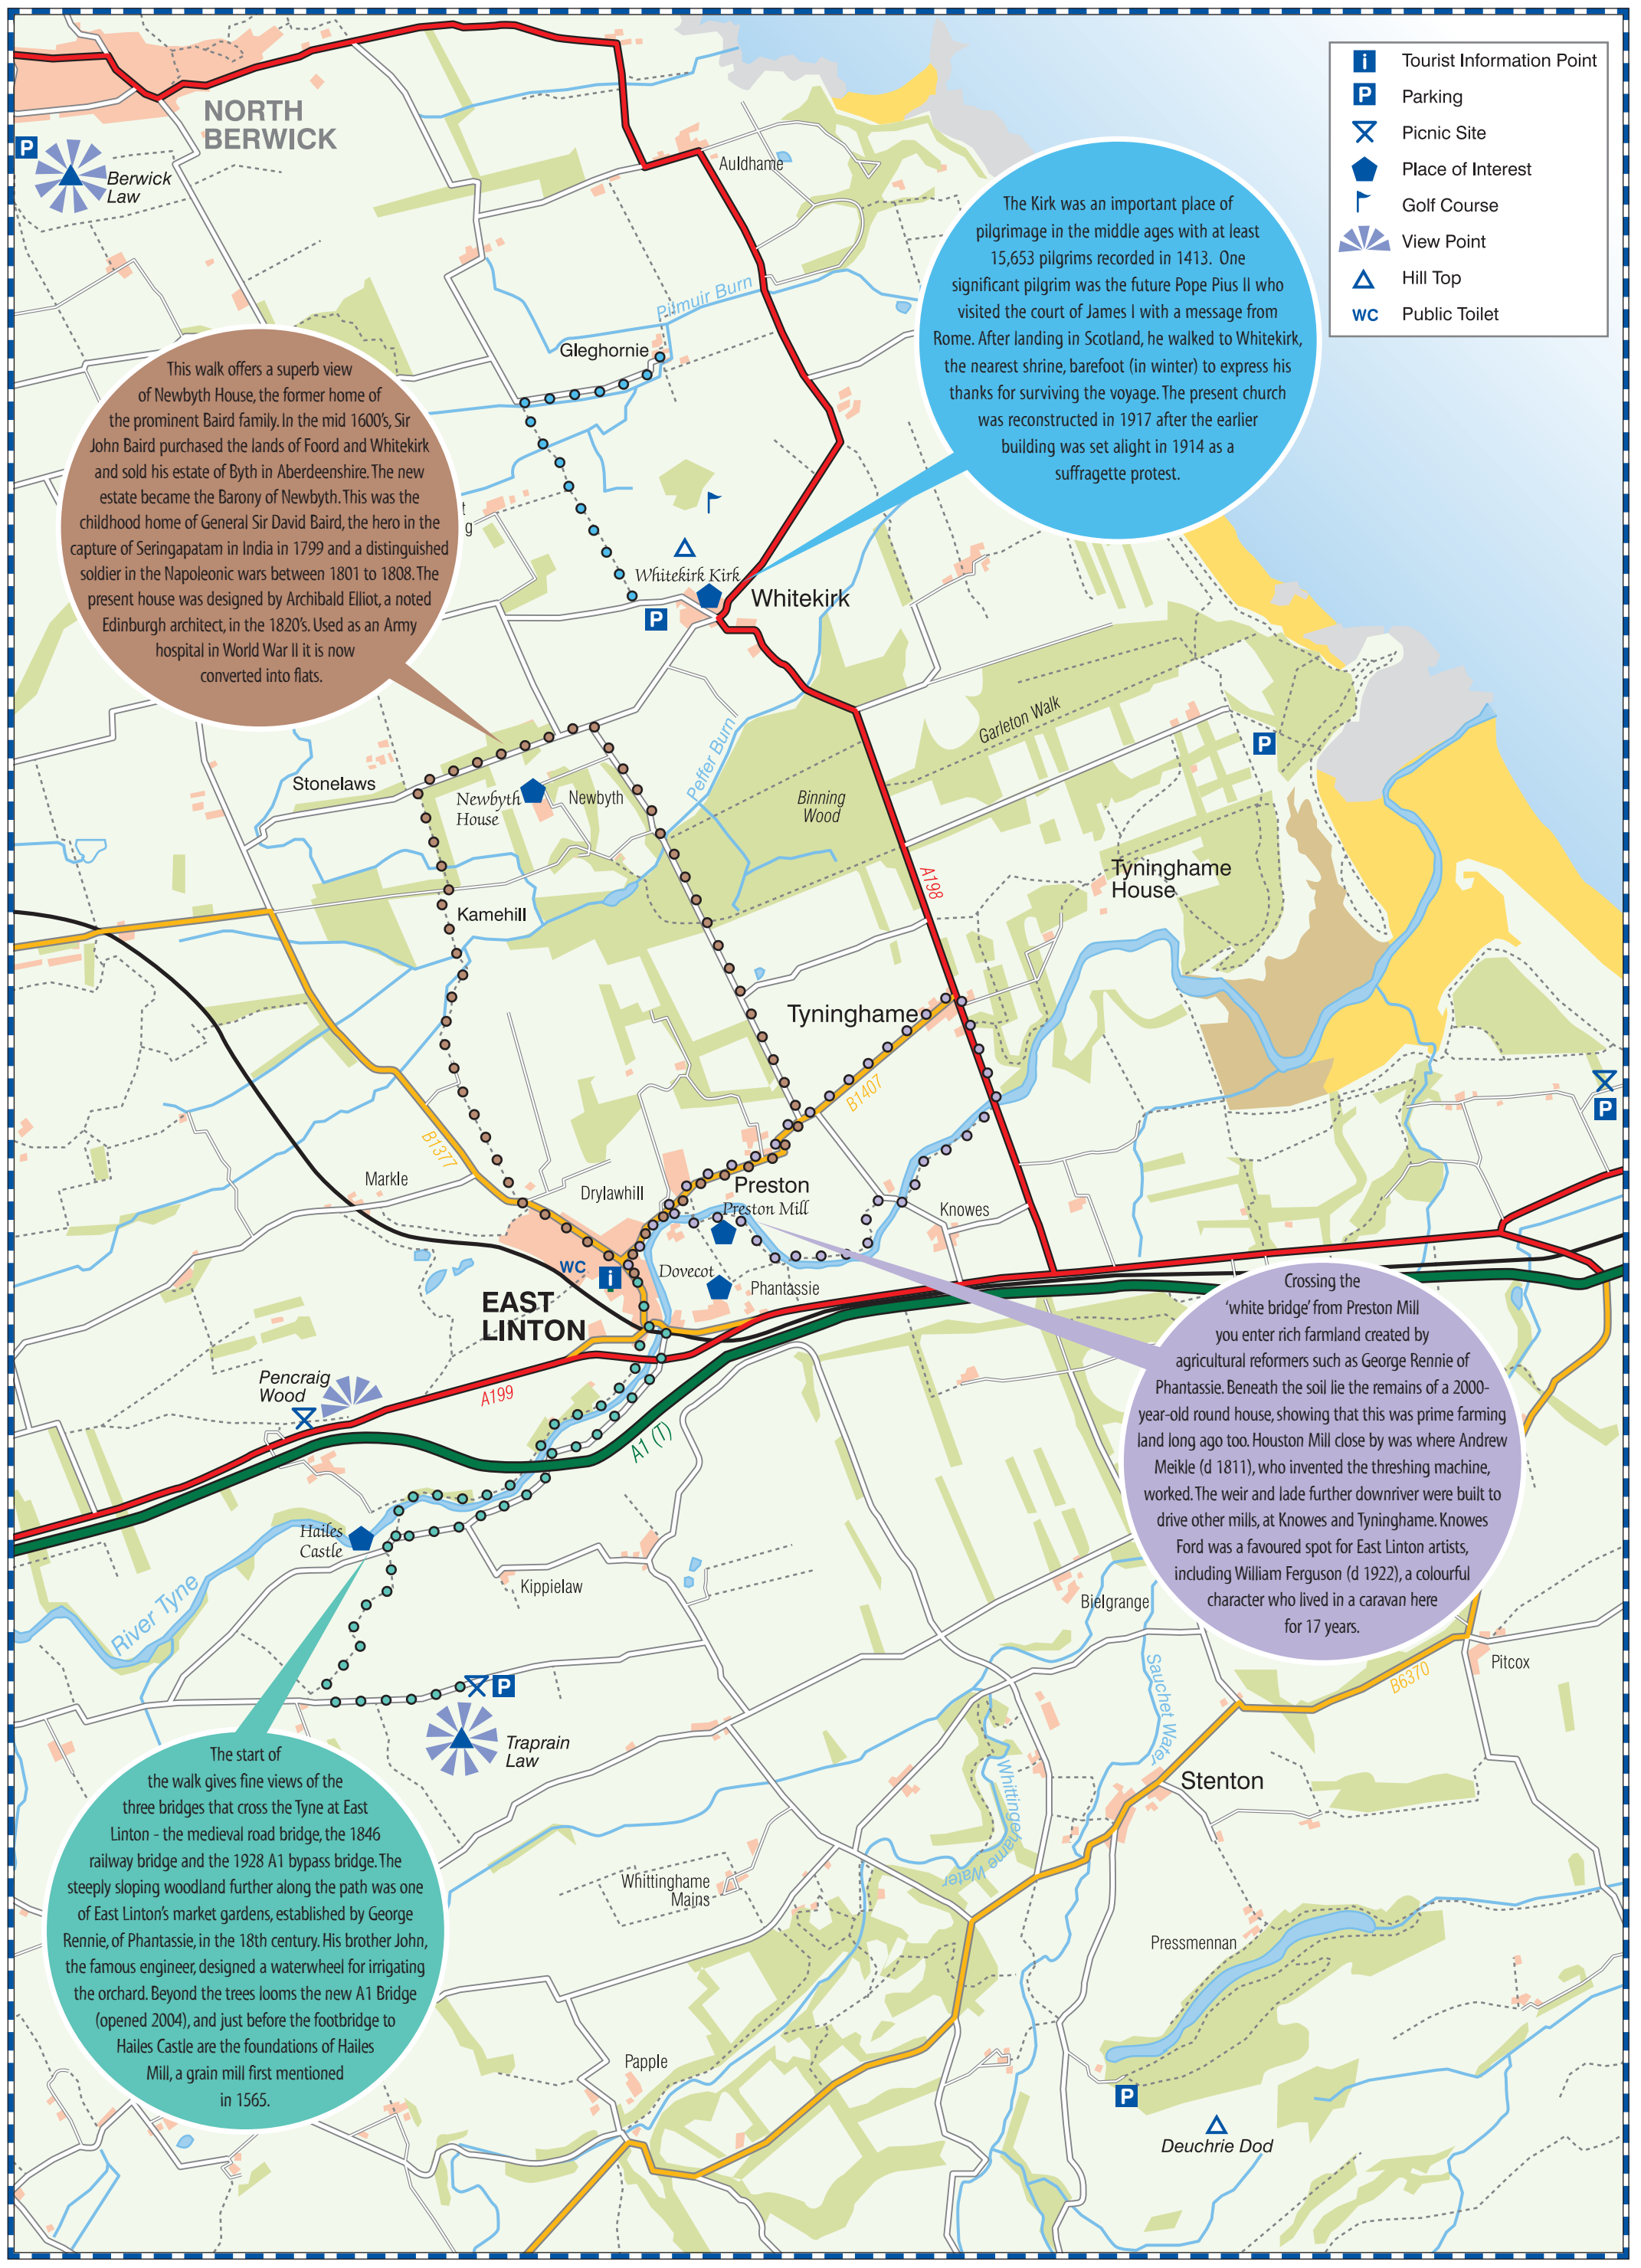 Tourist Information Point
Parking
Picnic Site
Place of Interest
Golf Course
View Point
Hill Top
WC Public Toilet
i
P
NORTH
BERWICK
P
Berwick
Law
Auldhame
The Kirk was an important place of
pilgrimage in the middle ages with at least
15,653 pilgrims recorded in 1413. One
significant pilgrim was the future Pope Pius II who
visited the court of James I with a message from
Rome. After landing in Scotland, he walked to Whitekirk,
the nearest shrine, barefoot (in winter) to express his
thanks for surviving the voyage. The present church
was reconstructed in 1917 after the earlier
building was set alight in 1914 as a
suffragette protest.
Pilmuir Burn
Gleghornie
This walk offers a superb view
of Newbyth House, the former home of
the prominent Baird family. In the mid 1600's, Sir
John Baird purchased the lands of Foord and Whitekirk
and sold his estate of Byth in Aberdeenshire. The new
estate became the Barony of Newbyth. This was the
childhood home of General Sir David Baird, the hero in the
capture of Seringapatam in India in 1799 and a distinguished
soldier in the Napoleonic wars between 1801 to 1808. The
present house was designed by Archibald Elliot, a noted
Edinburgh architect, in the 1820's. Used as an Army
hospital in World War II it is now
converted into flats.
t
g
Whitekirk Kirk
Whitekirk
P
Garleton Walk
P
Peffer Burn
Stonelaws
Newbyth
House
Newbyth
Binning
Wood
A198
Tyninghame
House
Kamehill
Tyninghame
B1407
P
B1377
Markle
Drylawhill
Preston
Preston Mill
Knowes
WC
i
Dovecot
Phantassie
EAST
LINTON
Crossing the
'white bridge' from Preston Mill
you enter rich farmland created by
agricultural reformers such as George Rennie of
Phantassie. Beneath the soil lie the remains of a 2000-
year-old round house, showing that this was prime farming
land long ago too. Houston Mill close by was where Andrew
Meikle (d 1811), who invented the threshing machine,
worked. The weir and lade further downriver were built to
drive other mills, at Knowes and Tyninghame. Knowes
Ford was a favoured spot for East Linton artists,
including William Ferguson (d 1922), a colourful
character who lived in a caravan here
for 17 years.
Pencraig
Wood
A199
A1 (T)
Hailes
Castle
Kippielaw
River Tyne
Bielgrange
Sauchet Water
Pitcox
B6370
P
Traprain
Law
The start of
the walk gives fine views of the
three bridges that cross the Tyne at East
Linton - the medieval road bridge, the 1846
railway bridge and the 1928 A1 bypass bridge. The
steeply sloping woodland further along the path was one
of East Linton's market gardens, established by George
Rennie, of Phantassie, in the 18th century. His brother John,
the famous engineer, designed a waterwheel for irrigating
the orchard. Beyond the trees looms the new A1 Bridge
(opened 2004), and just before the footbridge to
Hailes Castle are the foundations of Hailes
Mill, a grain mill first mentioned
in 1565.
Stenton
Whittingehame Water
Whittinghame
Mains
Pressmennan
Papple
P
Deuchrie Dod